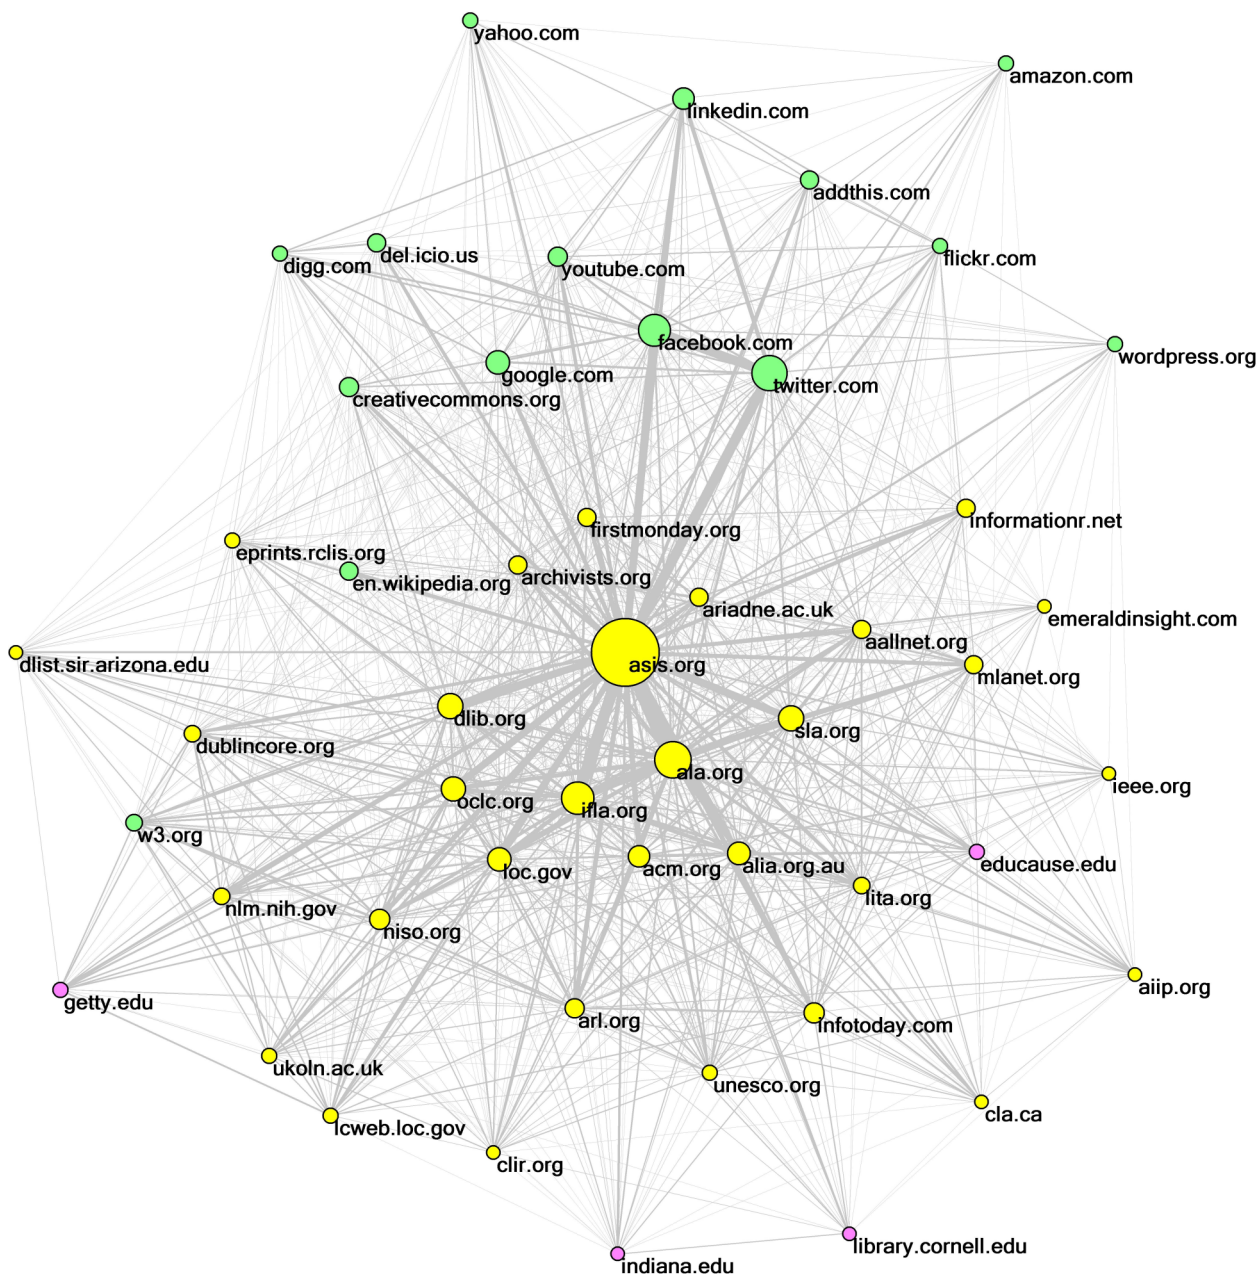 yahoo.com
amazon.com
linkedin.com
addthis.com
del.icio.us
digg.com
youtube.com
flickr.com
facebook.com
wordpress.org
google.com
twitter.com
creativecommons.org
informationr.net
firstmonday.org
eprints.rclis.org
archivists.org
en.wikipedia.org
ariadne.ac.uk
emeraldinsight.com
aallnet.org
dlist.sir.arizona.edu
asis.org
mlanet.org
dlib.org
sla.org
dublincore.org
ala.org
ieee.org
oclc.org
ifla.org
w3.org
educause.edu
loc.gov
acm.org
alia.org.au
lita.org
nlm.nih.gov
niso.org
aiip.org
getty.edu
arl.org
infotoday.com
ukoln.ac.uk
unesco.org
cla.ca
lcweb.loc.gov
clir.org
library.cornell.edu
indiana.edu